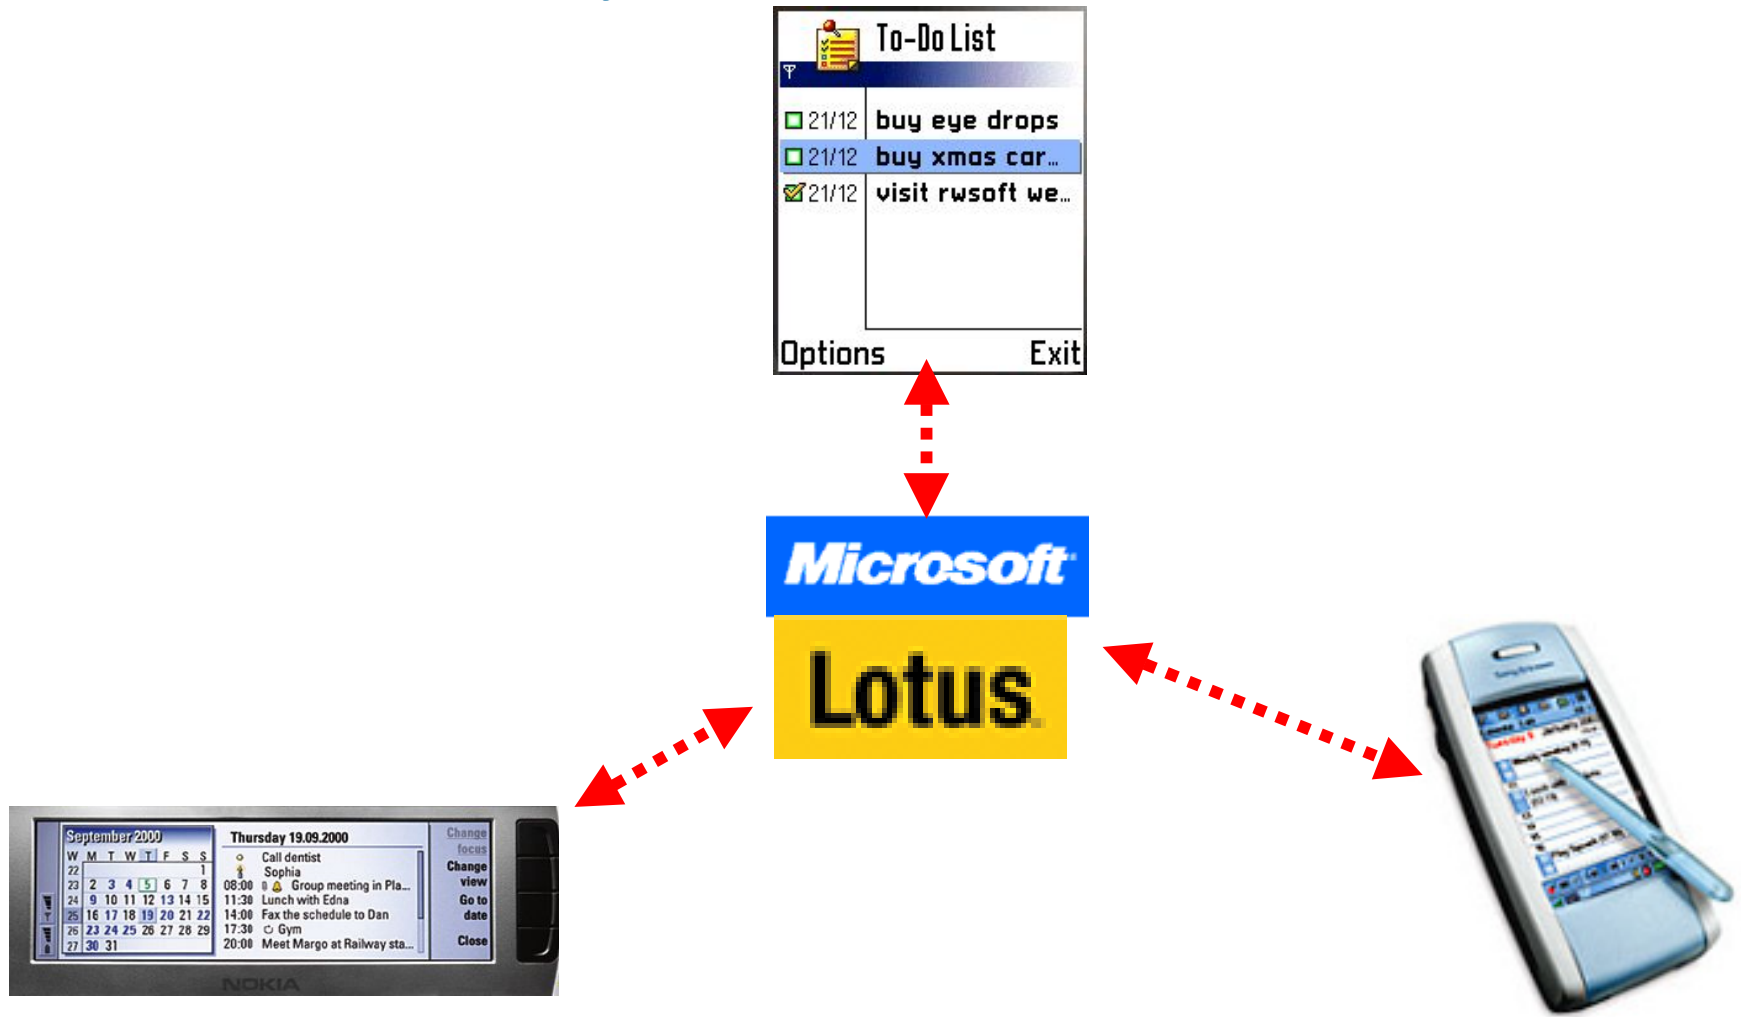 To-Do List
21/12 buy eye drops
21/12 buy xmas car...
21/12 visit rwsoft we...
Options Exit
Microsoft
Lotus
September 2000
W M T W T F S S
22 1
23 2 3 4 5 6 7 8
24 9 10 11 12 13 14 15
25 16 17 18 19 20 21 22
26 23 24 25 26 27 28 29
27 30 31
Thursday 19.09.2000
Call dentist
Sophia
08:00 Group meeting in Pla...
11:30 Lunch with Edna
14:00 Fax the schedule to Dan
17:30 Gym
20:00 Meet Margo at Railway sta...
Change
focus
Change
view
Go to
date
Close
NOKIA
Sony Ericsson
Tuesday
January